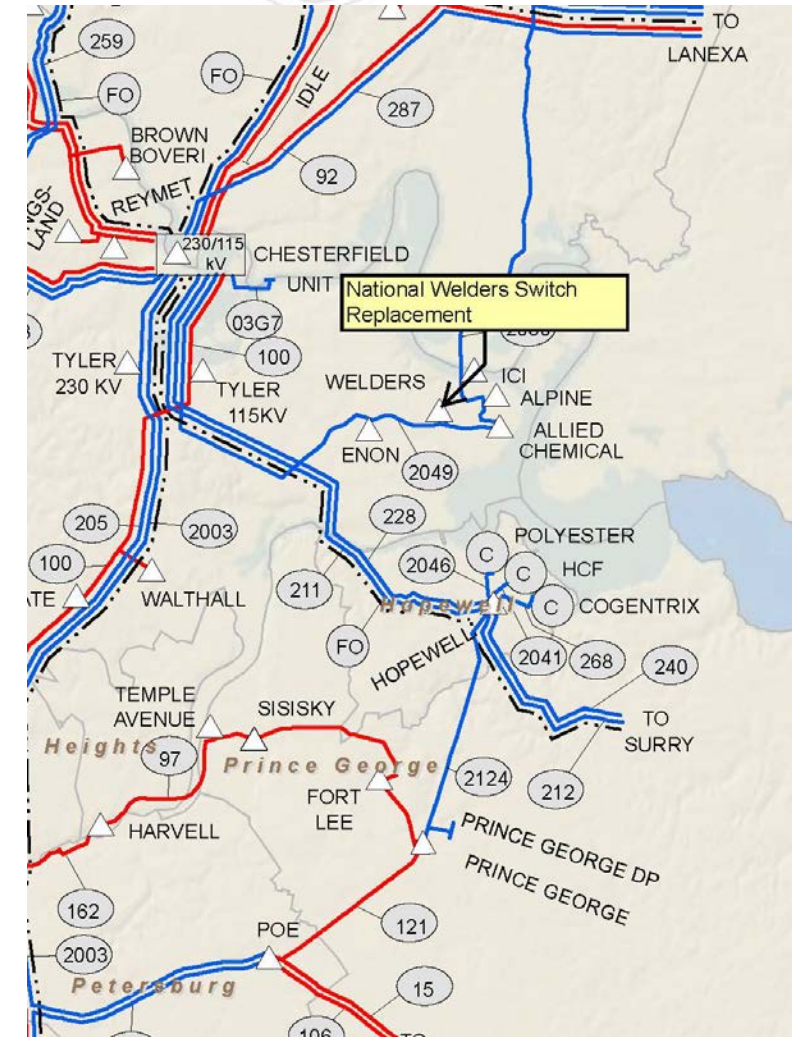 259
TO
LANEXA
FO
FO
IDLE
287
BROWN
BOVERI
92
REYMET
LAND
230/115
kV
CHESTERFIELD
UNIT
National Welders Switch
Replacement
03G7
100
TYLER
230 KV
TYLER
115KV
WELDERS
ICI
ALPINE
ALLIED
CHEMICAL
ENON
2049
205
2003
228
POLYESTER
2046
C
C
HCF
100
211
C
COGENTRIX
WALTHALL
Hopewell
FO
HOPEWELL
2041
268
240
TEMPLE
AVENUE
SISISKY
TO
SURRY
Heights
97
Prince George
2124
212
FORT
LEE
HARVELL
PRINCE GEORGE DP
PRINCE GEORGE
162
121
POE
2003
Petersburg
15
106
TO